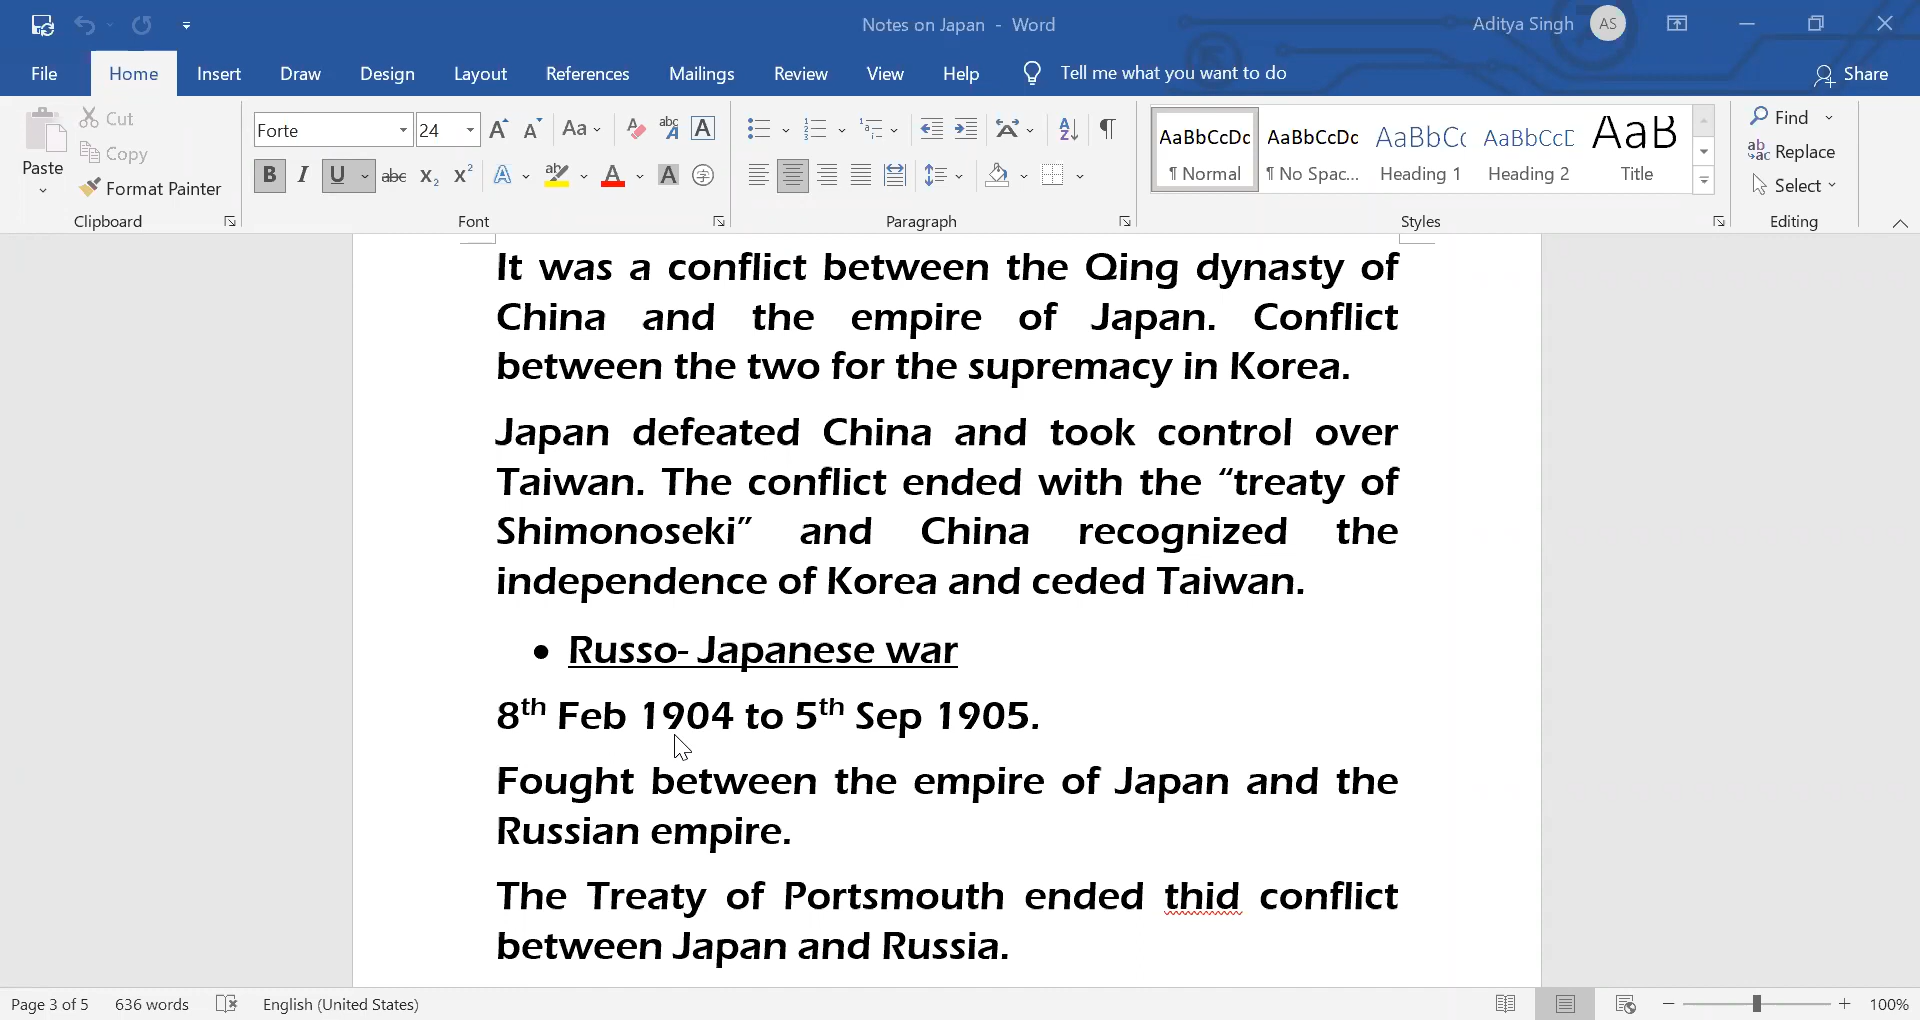 Notes on Japan - Word
Aditya Singh AS
File Home Insert Draw Design Layout References Mailings Review View Help Tell me what you want to do Share
Paste
Cut
Copy
Format Painter
Clipboard
Forte 24
Font
Paragraph
AaBbCcDc AaBbCcDc AaBbCc AaBbCcD AaB
¶ Normal ¶ No Spac... Heading 1 Heading 2 Title
Styles
Find
Replace
Select
Editing
It was a conflict between the Qing dynasty of
China and the empire of Japan. Conflict
between the two for the supremacy in Korea.
Japan defeated China and took control over
Taiwan. The conflict ended with the “treaty of
Shimonoseki” and China recognized the
independence of Korea and ceded Taiwan.
• Russo- Japanese war
8th Feb 1904 to 5th Sep 1905.
Fought between the empire of Japan and the
Russian empire.
The Treaty of Portsmouth ended thid conflict
between Japan and Russia.
Page 3 of 5 636 words English (United States) 100%